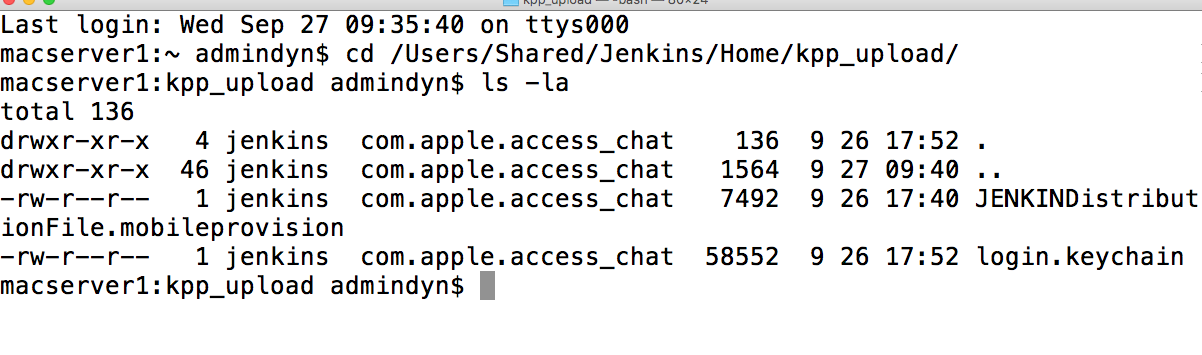 kpp_upload — -bash — 80×24
Last login: Wed Sep 27 09:35:40 on ttys000
macserver1:~ admindyn$ cd /Users/Shared/Jenkins/Home/kpp_upload/
macserver1:kpp_upload admindyn$ ls -la
total 136
drwxr-xr-x   4 jenkins  com.apple.access_chat    136  9 26 17:52 .
drwxr-xr-x  46 jenkins  com.apple.access_chat   1564  9 27 09:40 ..
-rw-r--r--   1 jenkins  com.apple.access_chat   7492  9 26 17:40 JENKINDistribut
ionFile.mobileprovision
-rw-r--r--   1 jenkins  com.apple.access_chat  58552  9 26 17:52 login.keychain
macserver1:kpp_upload admindyn$